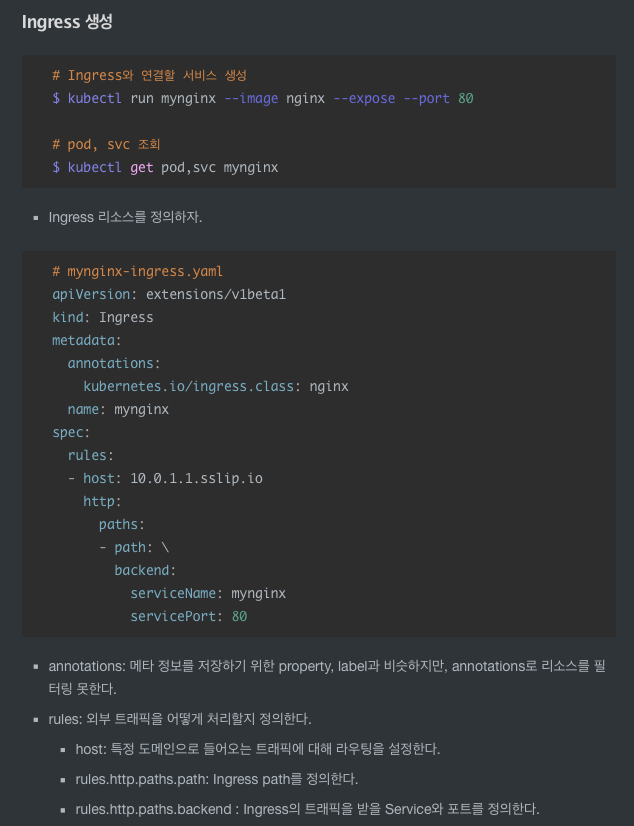 Ingress 생성
# Ingress와 연결할 서비스 생성
$ kubectl run mynginx --image nginx --expose --port 80
# pod, svc 조회
$ kubectl get pod,svc mynginx
▪ Ingress 리소스를 정의하자.
# mynginx-ingress.yaml
apiVersion: extensions/v1beta1
kind: Ingress
metadata:
  annotations:
    kubernetes.io/ingress.class: nginx
  name: mynginx
spec:
  rules:
  - host: 10.0.1.1.sslip.io
    http:
      paths:
      - path: \
        backend:
          serviceName: mynginx
          servicePort: 80
▪ annotations: 메타 정보를 저장하기 위한 property, label과 비슷하지만, annotations로 리소스를 필
터링 못한다.
▪ rules: 외부 트래픽을 어떻게 처리할지 정의한다.
▪ host: 특정 도메인으로 들어오는 트래픽에 대해 라우팅을 설정한다.
▪ rules.http.paths.path: Ingress path를 정의한다.
▪ rules.http.paths.backend : Ingress의 트래픽을 받을 Service와 포트를 정의한다.